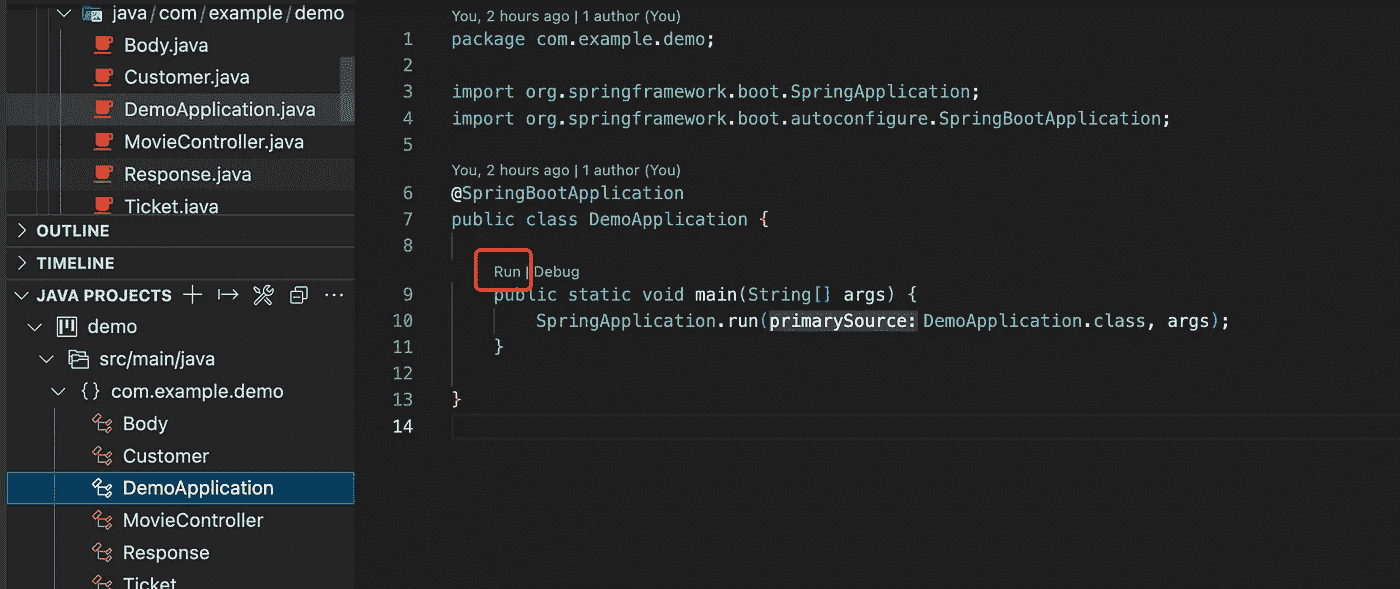 java/com/example/demo
Body.java
Customer.java
DemoApplication.java
MovieController.java
Response.java
Ticket.java
OUTLINE
TIMELINE
JAVA PROJECTS
demo
src/main/java
{} com.example.demo
Body
Customer
DemoApplication
MovieController
Response
Ticket
You, 2 hours ago | 1 author (You)
1 package com.example.demo;
2
3 import org.springframework.boot.SpringApplication;
4 import org.springframework.boot.autoconfigure.SpringBootApplication;
5
You, 2 hours ago | 1 author (You)
6 @SpringBootApplication
7 public class DemoApplication {
8
Run | Debug
9 public static void main(String[] args) {
10 SpringApplication.run(primarySource: DemoApplication.class, args);
11 }
12
13 }
14